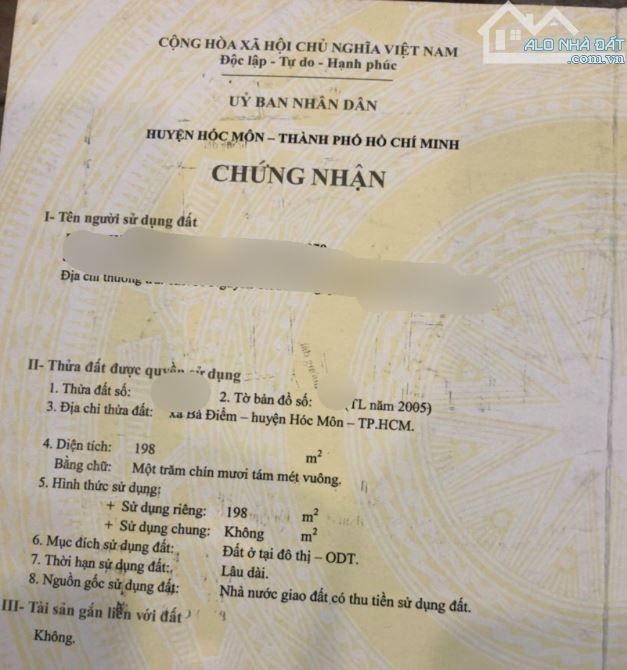 ALO NHÀ ĐẤT
.com.vn
CỘNG HÒA XÃ HỘI CHỦ NGHĨA VIỆT NAM
Độc lập - Tự do - Hạnh phúc
UỶ BAN NHÂN DÂN
HUYỆN HÓC MÔN – THÀNH PHỐ HỒ CHÍ MINH
CHỨNG NHẬN
I- Tên người sử dụng đất
Địa chỉ thường
II- Thửa đất được quyền sử dụng
1. Thửa đất số: 2. Tờ bản đồ số: (TL năm 2005)
3. Địa chỉ thửa đất: xã Bà Điểm – huyện Hóc Môn – TP.HCM.
4. Diện tích: 198 m²
Bằng chữ: Một trăm chín mươi tám mét vuông.
5. Hình thức sử dụng:
+ Sử dụng riêng: 198 m²
+ Sử dụng chung: Không m²
6. Mục đích sử dụng đất: Đất ở tại đô thị – ODT.
7. Thời hạn sử dụng đất: Lâu dài.
8. Nguồn gốc sử dụng đất: Nhà nước giao đất có thu tiền sử dụng đất.
III- Tài sản gắn liền với đất
Không.